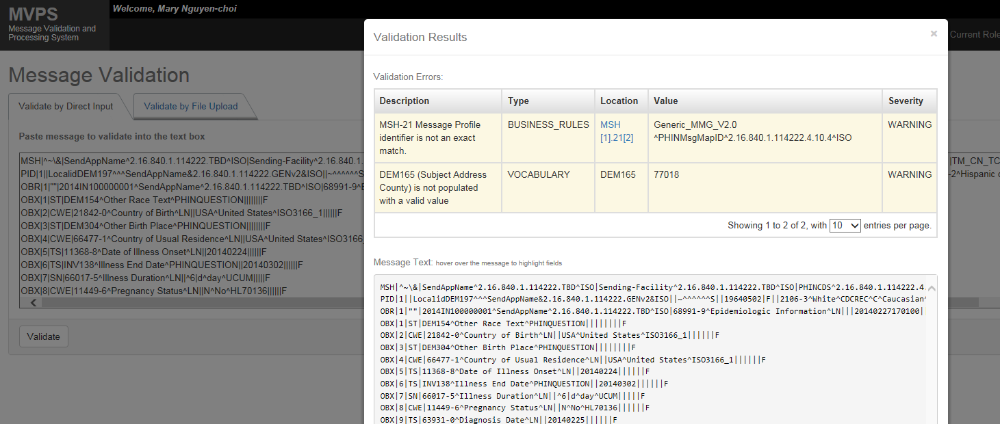 MVPS
Message Validation and
Processing System
Welcome, Mary Nguyen-choi
Current Role
Message Validation
Validate by Direct Input
Validate by File Upload
Paste message to validate into the text box
MSH|^~\&|SendAppName^2.16.840.1.114222.TBD^ISO|Sending-Facility^2.16.840.1.
|TM_CN_TC
PID|1||LocalidDEM197^^^SendAppName&2.16.840.1.114222.GENv2&ISO||~^^^^^^S
-2^Hispanic
OBR|1|""|2014IN100000001^SendAppName^2.16.840.1.114222.TBD^ISO|68991-9^E
OBX|1|ST|DEM154^Other Race Text^PHINQUESTION||||||||F
OBX|2|CWE|21842-0^Country of Birth^LN||USA^United States^ISO3166_1||||||F
OBX|3|ST|DEM304^Other Birth Place^PHINQUESTION||||||||F
OBX|4|CWE|66477-1^Country of Usual Residence^LN||USA^United States^ISO3166_
OBX|5|TS|11368-8^Date of Illness Onset^LN||20140224||||||F
OBX|6|TS|INV138^Illness End Date^PHINQUESTION||20140302||||||F
OBX|7|SN|66017-5^Illness Duration^LN||^6|d^day^UCUM|||||F
OBX|8|CWE|11449-6^Pregnancy Status^LN||N^No^HL70136||||||F
Validate
Validation Results
×
Validation Errors:
Description Type Location Value Severity
MSH-21 Message Profile
identifier is not an exact
match.
BUSINESS_RULES
MSH
[1].21[2]
Generic_MMG_V2.0
^PHINMsgMapID^2.16.840.1.114222.4.10.4^ISO
WARNING
DEM165 (Subject Address
County) is not populated
with a valid value
VOCABULARY
DEM165
77018
WARNING
Showing 1 to 2 of 2, with 10 entries per page.
Message Text: hover over the message to highlight fields
MSH|^~\&|SendAppName^2.16.840.1.114222.TBD^ISO|Sending-Facility^2.16.840.1.114222.TBD^ISO|PHINCDS^2.16.840.1.114222.4.
PID|1||LocalidDEM197^^^SendAppName&2.16.840.1.114222.GENv2&ISO||~^^^^^^S||19640502|F||2106-3^White^CDCREC^C^Caucasian^
OBR|1|""|2014IN100000001^SendAppName^2.16.840.1.114222.TBD^ISO|68991-9^Epidemiologic Information^LN|||20140227170100||
OBX|1|ST|DEM154^Other Race Text^PHINQUESTION||||||||F
OBX|2|CWE|21842-0^Country of Birth^LN||USA^United States^ISO3166_1||||||F
OBX|3|ST|DEM304^Other Birth Place^PHINQUESTION||||||||F
OBX|4|CWE|66477-1^Country of Usual Residence^LN||USA^United States^ISO3166_1||||||F
OBX|5|TS|11368-8^Date of Illness Onset^LN||20140224||||||F
OBX|6|TS|INV138^Illness End Date^PHINQUESTION||20140302||||||F
OBX|7|SN|66017-5^Illness Duration^LN||^6|d^day^UCUM|||||F
OBX|8|CWE|11449-6^Pregnancy Status^LN||N^No^HL70136||||||F
OBX|9|TS|63931-0^Diagnosis Date^LN||20140225||||||F